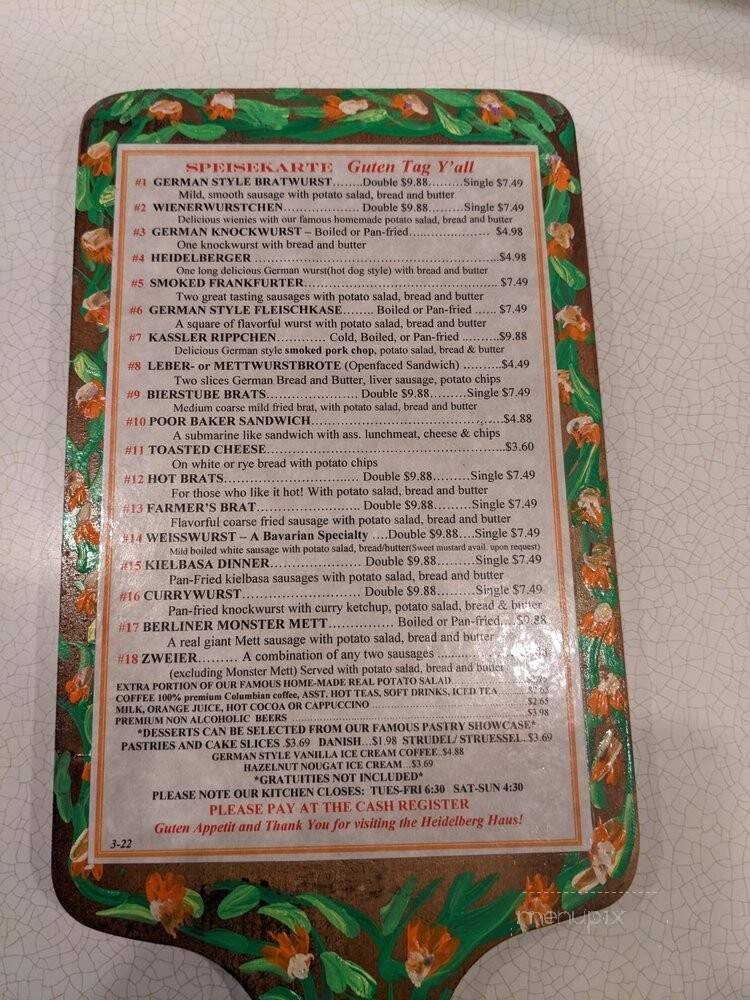 SPEISEKARTE Guten Tag Y'all
#1 GERMAN STYLE BRATWURST........Double $9.88.........Single $7.49
Mild, smooth sausage with potato salad, bread and butter
#2 WIENERWURSTCHEN................... Double $9.88.........Single $7.49
Delicious wienies with our famous homemade potato salad, bread and butter
#3 GERMAN KNOCKWURST – Boiled or Pan-fried.................... $4.98
One knockwurst with bread and butter
#4 HEIDELBERGER ..............................................................$4.98
One long delicious German wurst(hot dog style) with bread and butter
#5 SMOKED FRANKFURTER.................................................. $7.49
Two great tasting sausages with potato salad, bread and butter
#6 GERMAN STYLE FLEISCHKASE....... Boiled or Pan-fried ...... $7.49
A square of flavorful wurst with potato salad, bread and butter
#7 KASSLER RIPPCHEN............ Cold, Boiled, or Pan-fried .........$9.88
Delicious German style smoked pork chop, potato salad, bread & butter
#8 LEBER- or METTWURSTBROTE (Openfaced Sandwich) .................$4.49
Two slices German Bread and Butter, liver sausage, potato chips
#9 BIERSTUBE BRATS....................... Double $9.88.........Single $7.49
Medium coarse mild fried brat, with potato salad, bread and butter
#10 POOR BAKER SANDWICH................................................$4.88
A submarine like sandwich with ass. lunchmeat, cheese & chips
#11 TOASTED CHEESE............................................................$3.60
On white or rye bread with potato chips
#12 HOT BRATS.................................. Double $9.88.........Single $7.49
For those who like it hot! With potato salad, bread and butter
#13 FARMER'S BRAT........................... Double $9.88.........Single $7.49
Flavorful coarse fried sausage with potato salad, bread and butter
#14 WEISSWURST – A Bavarian Specialty ....Double $9.88....Single $7.49
Mild boiled white sausage with potato salad, bread/butter(Sweet mustard avail. upon request)
#15 KIELBASA DINNER....................... Double $9.88.........Single $7.49
Pan-Fried kielbasa sausages with potato salad, bread and butter
#16 CURRYWURST.............................. Double $9.88.........Single $7.49
Pan-fried knockwurst with curry ketchup, potato salad, bread & butter
#17 BERLINER MONSTER METT................. Boiled or Pan-fried....$9.88
A real giant Mett sausage with potato salad, bread and butter
#18 ZWEIER......... A combination of any two sausages ..............
(excluding Monster Mett) Served with potato salad, bread and butter
EXTRA PORTION OF OUR FAMOUS HOME-MADE REAL POTATO SALAD....................
COFFEE 100% premium Columbian coffee, ASST. HOT TEAS, SOFT DRINKS, ICED TEA ........ $2.65
MILK, ORANGE JUICE, HOT COCOA OR CAPPUCCINO ........................................ $2.65
PREMIUM NON ALCOHOLIC BEERS ........................................................ $3.98
*DESSERTS CAN BE SELECTED FROM OUR FAMOUS PASTRY SHOWCASE*
PASTRIES AND CAKE SLICES .$3.69 DANISH...$1.98 STRUDEL/ STRUESSEL..$3.69
GERMAN STYLE VANILLA ICE CREAM COFFEE..$4.88
HAZELNUT NOUGAT ICE CREAM...$3.69
*GRATUITIES NOT INCLUDED*
PLEASE NOTE OUR KITCHEN CLOSES: TUES-FRI 6:30 SAT-SUN 4:30
PLEASE PAY AT THE CASH REGISTER
Guten Appetit and Thank You for visiting the Heidelberg Haus!
3-22
menupix